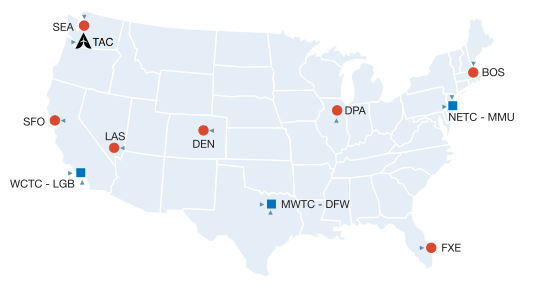 SEA
TAC
BOS
DPA
NETC - MMU
SFO
LAS
DEN
WCTC - LGB
MWTC - DFW
FXE